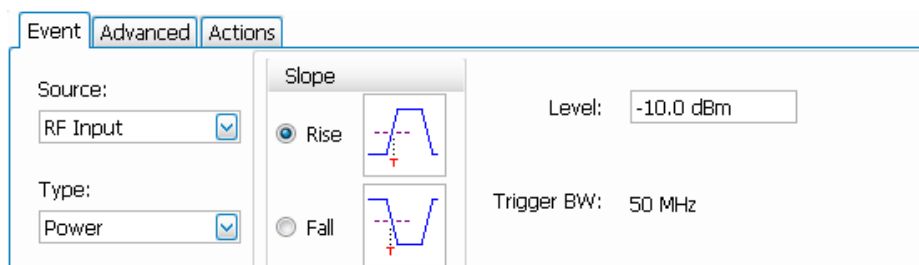 Event Advanced Actions
Source:
RF Input
Type:
Power
Slope
Rise
T
Fall
T
Level: -10.0 dBm
Trigger BW: 50 MHz